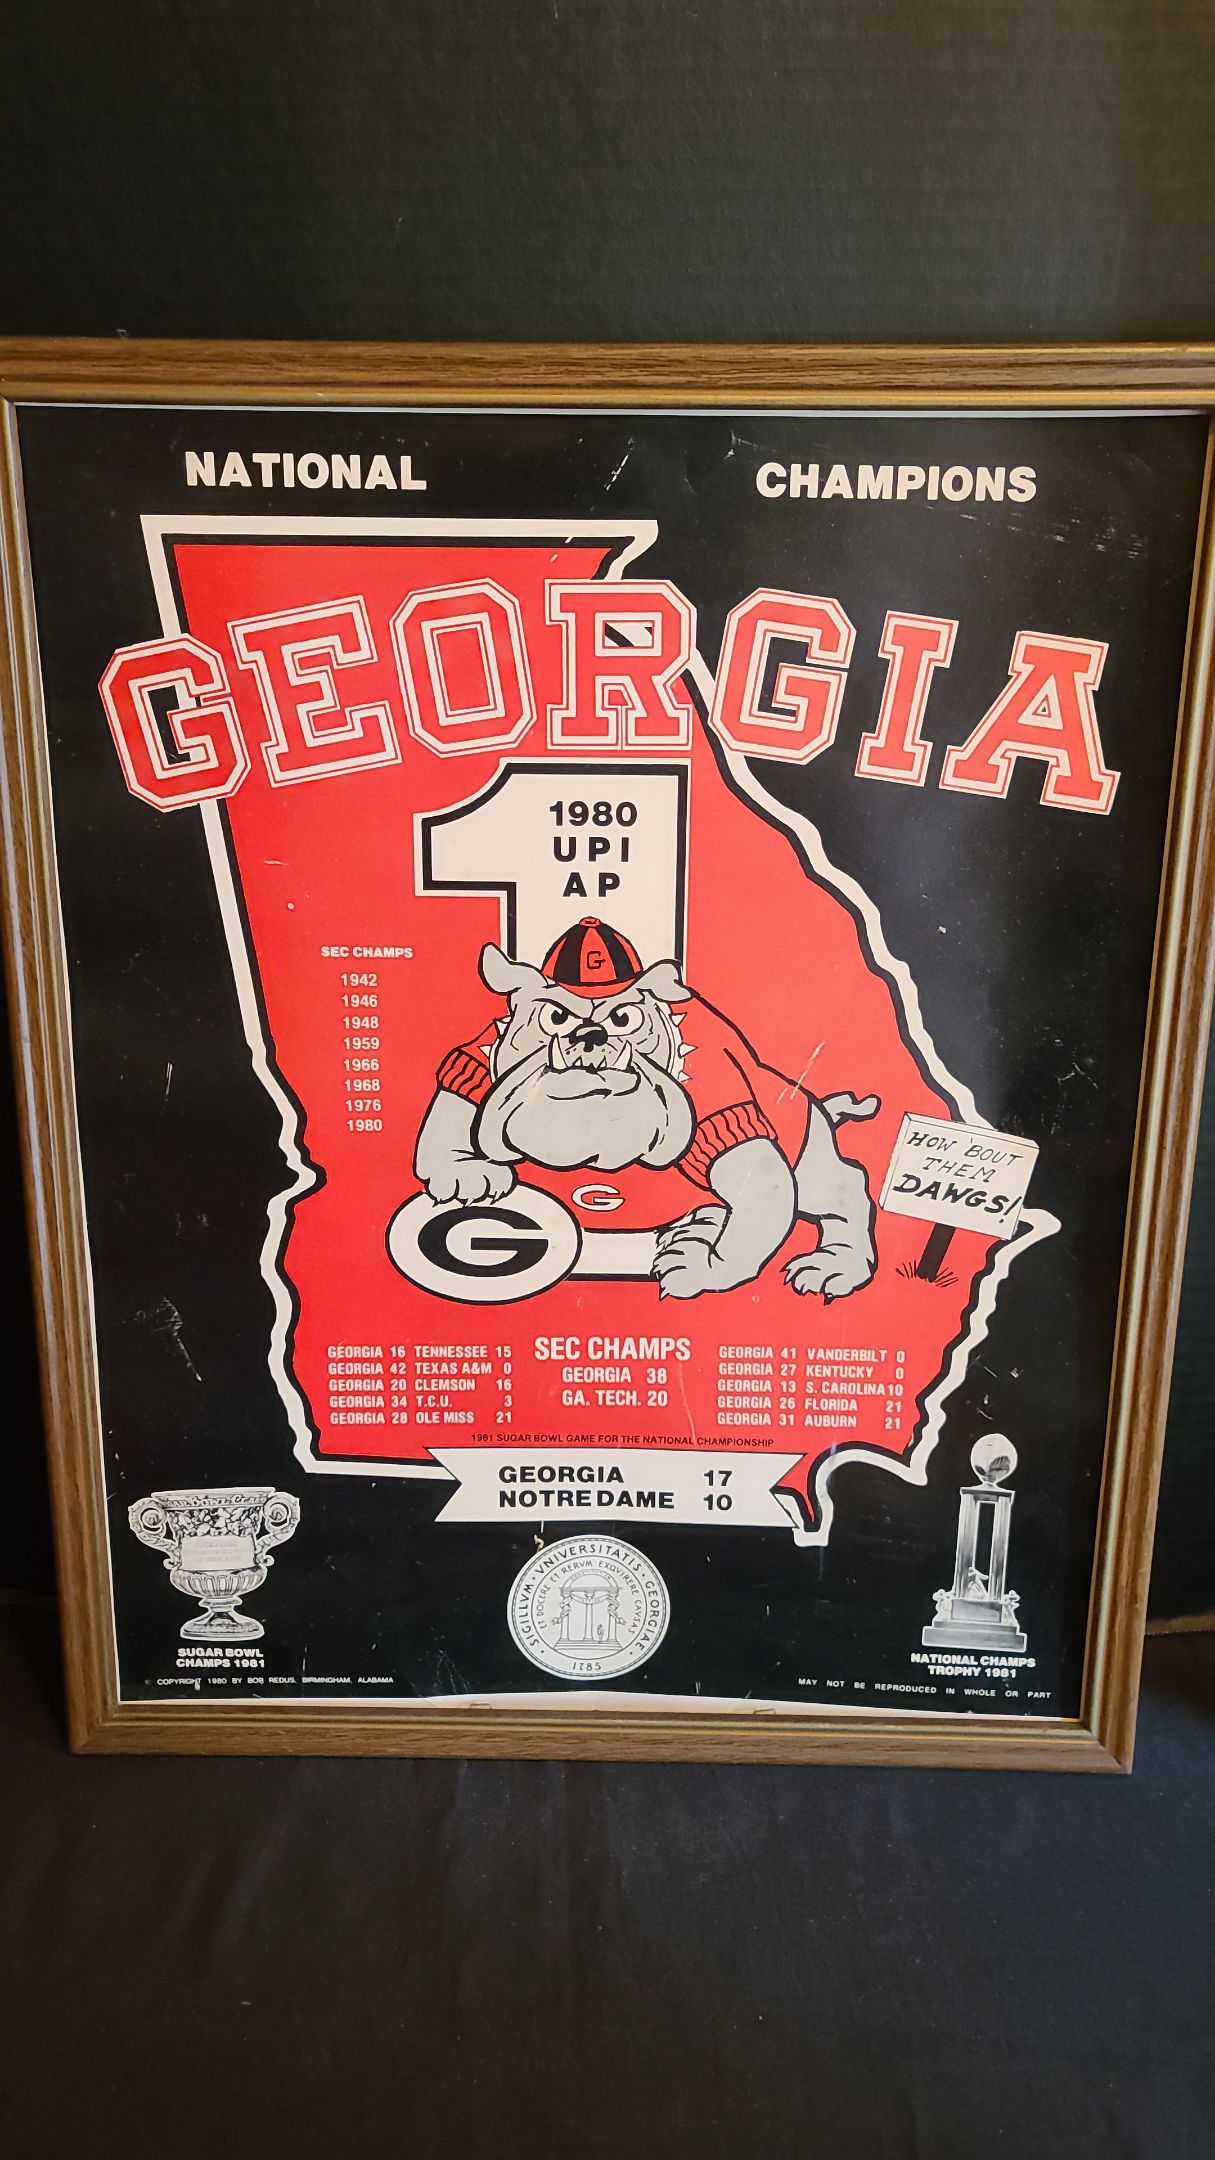 NATIONAL CHAMPIONS
GEORGIA
1
1980
UPI
AP
G
SEC CHAMPS
1942
1946
1948
1959
1966
1968
1976
1980
G
G
HOW 'BOUT
THEM
DAWGS!
GEORGIA 16 TENNESSEE 15
GEORGIA 42 TEXAS A&M 0
GEORGIA 20 CLEMSON 16
GEORGIA 34 T.C.U. 3
GEORGIA 28 OLE MISS 21
SEC CHAMPS
GEORGIA 38
GA. TECH. 20
GEORGIA 41 VANDERBILT 0
GEORGIA 27 KENTUCKY 0
GEORGIA 13 S. CAROLINA 10
GEORGIA 26 FLORIDA 21
GEORGIA 31 AUBURN 21
1981 SUGAR BOWL GAME FOR THE NATIONAL CHAMPIONSHIP
GEORGIA 17
NOTRE DAME 10
SIGILLVM · VNIVERSITATIS · GEORGIAE
ET DOCERE ET RERVM EXQVIRERE CAVSAS
1785
SUGAR BOWL
CHAMPS 1981
NATIONAL CHAMPS
TROPHY 1981
© COPYRIGHT 1980 BY BOB REDUS, BIRMINGHAM, ALABAMA
MAY NOT BE REPRODUCED IN WHOLE OR PART